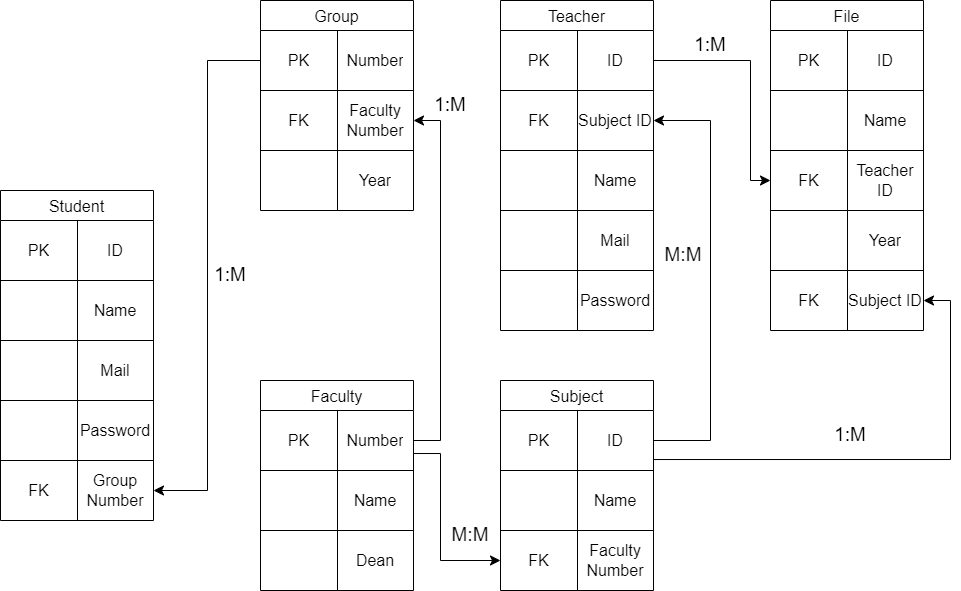 Group
PK Number
FK Faculty
Number
Year
Teacher
PK ID
FK Subject ID
Name
Mail
Password
File
PK ID
Name
FK Teacher
ID
Year
FK Subject ID
1:M
1:M
Student
PK ID
Name
Mail
Password
FK Group
Number
1:M
M:M
Faculty
PK Number
Name
Dean
Subject
PK ID
Name
FK Faculty
Number
1:M
M:M